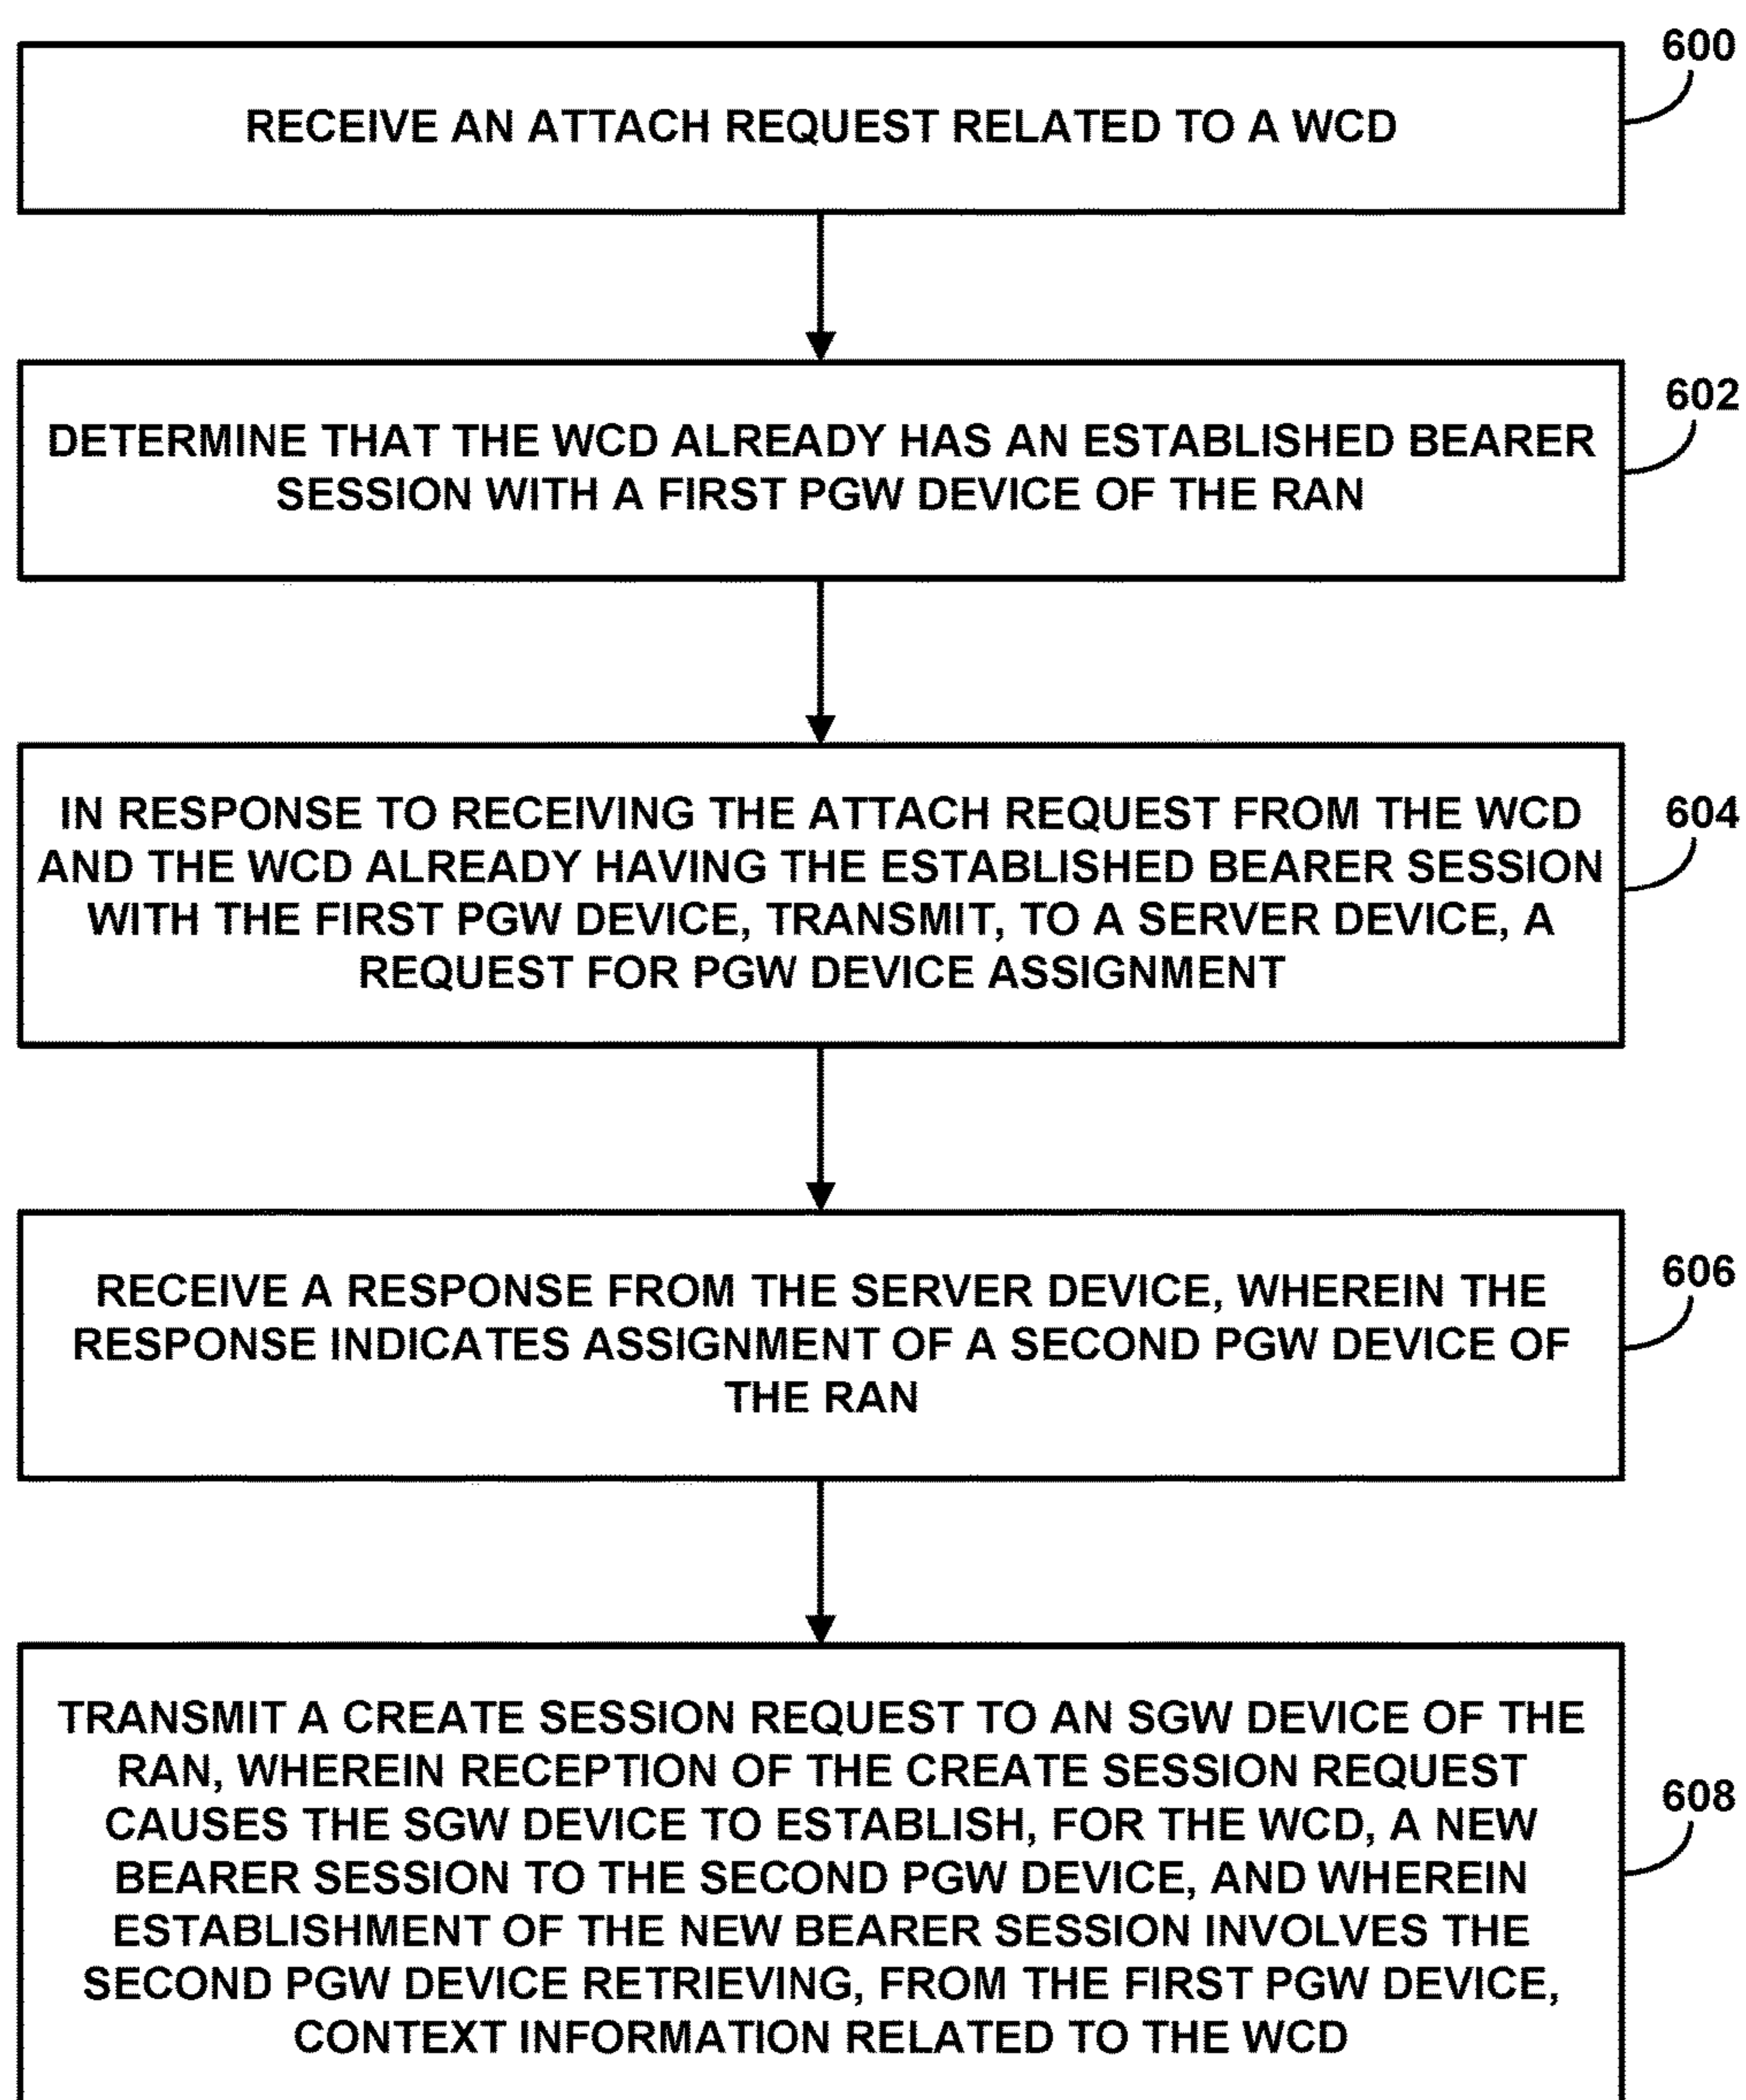 600
RECEIVE AN ATTACH REQUEST RELATED TO A WCD
602
DETERMINE THAT THE WCD ALREADY HAS AN ESTABLISHED BEARER
SESSION WITH A FIRST PGW DEVICE OF THE RAN
604
IN RESPONSE TO RECEIVING THE ATTACH REQUEST FROM THE WCD
AND THE WCD ALREADY HAVING THE ESTABLISHED BEARER SESSION
WITH THE FIRST PGW DEVICE, TRANSMIT, TO A SERVER DEVICE, A
REQUEST FOR PGW DEVICE ASSIGNMENT
606
RECEIVE A RESPONSE FROM THE SERVER DEVICE, WHEREIN THE
RESPONSE INDICATES ASSIGNMENT OF A SECOND PGW DEVICE OF
THE RAN
608
TRANSMIT A CREATE SESSION REQUEST TO AN SGW DEVICE OF THE
RAN, WHEREIN RECEPTION OF THE CREATE SESSION REQUEST
CAUSES THE SGW DEVICE TO ESTABLISH, FOR THE WCD, A NEW
BEARER SESSION TO THE SECOND PGW DEVICE, AND WHEREIN
ESTABLISHMENT OF THE NEW BEARER SESSION INVOLVES THE
SECOND PGW DEVICE RETRIEVING, FROM THE FIRST PGW DEVICE,
CONTEXT INFORMATION RELATED TO THE WCD